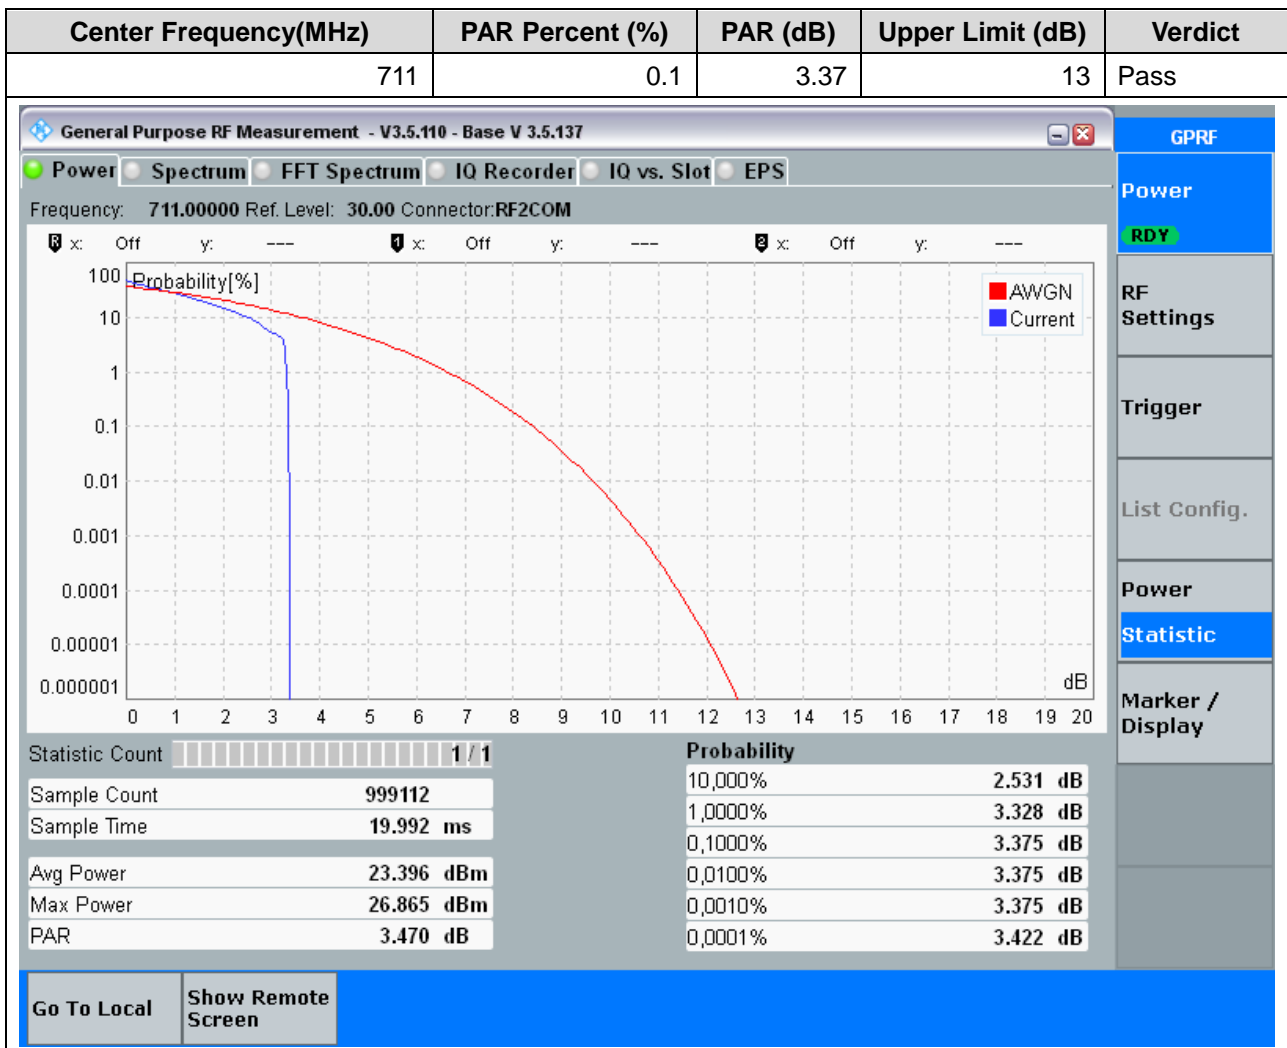 Center Frequency(MHz) PAR Percent (%) PAR (dB) Upper Limit (dB) Verdict
711 0.1 3.37 13 Pass
General Purpose RF Measurement - V3.5.110 - Base V 3.5.137
GPRF
Power Spectrum FFT Spectrum IQ Recorder IQ vs. Slot EPS
Frequency: 711.00000 Ref. Level: 30.00 Connector:RF2COM
R x: Off y: --- 1 x: Off y: --- 2 x: Off y: ---
Probability[%]
AWGN
Current
100
10
1
0.1
0.01
0.001
0.0001
0.00001
0.000001
dB
0 1 2 3 4 5 6 7 8 9 10 11 12 13 14 15 16 17 18 19 20
Statistic Count 1 / 1
Sample Count 999112
Sample Time 19.992 ms
Avg Power 23.396 dBm
Max Power 26.865 dBm
PAR 3.470 dB
Probability
10,000% 2.531 dB
1,0000% 3.328 dB
0,1000% 3.375 dB
0,0100% 3.375 dB
0,0010% 3.375 dB
0,0001% 3.422 dB
Power
RDY
RF
Settings
Trigger
List Config.
Power
Statistic
Marker /
Display
Go To Local
Show Remote
Screen